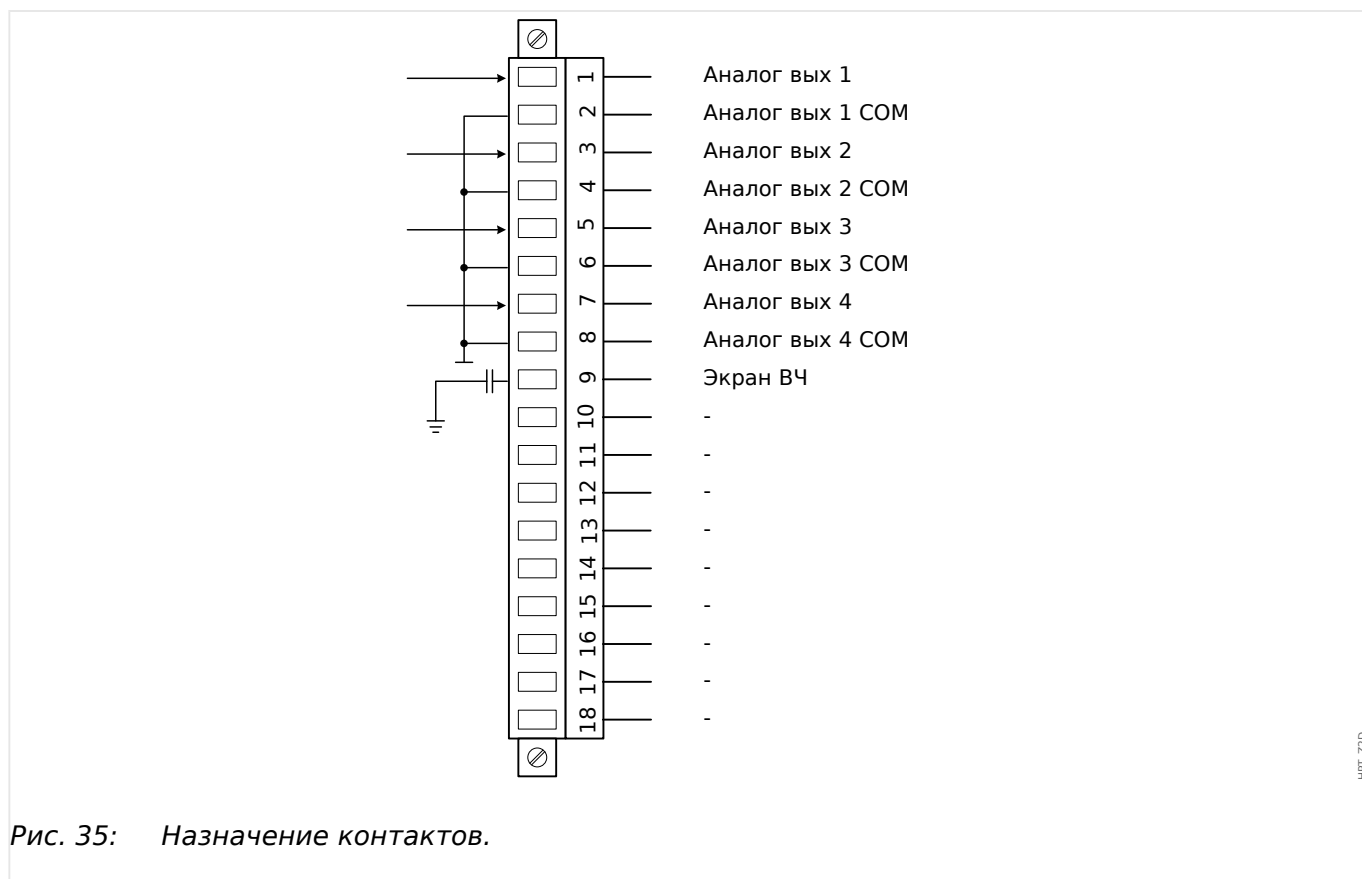 1 Аналог вых 1
2 Аналог вых 1 COM
3 Аналог вых 2
4 Аналог вых 2 COM
5 Аналог вых 3
6 Аналог вых 3 COM
7 Аналог вых 4
8 Аналог вых 4 COM
9 Экран ВЧ
10 -
11 -
12 -
13 -
14 -
15 -
16 -
17 -
18 -
Рис. 35: Назначение контактов.